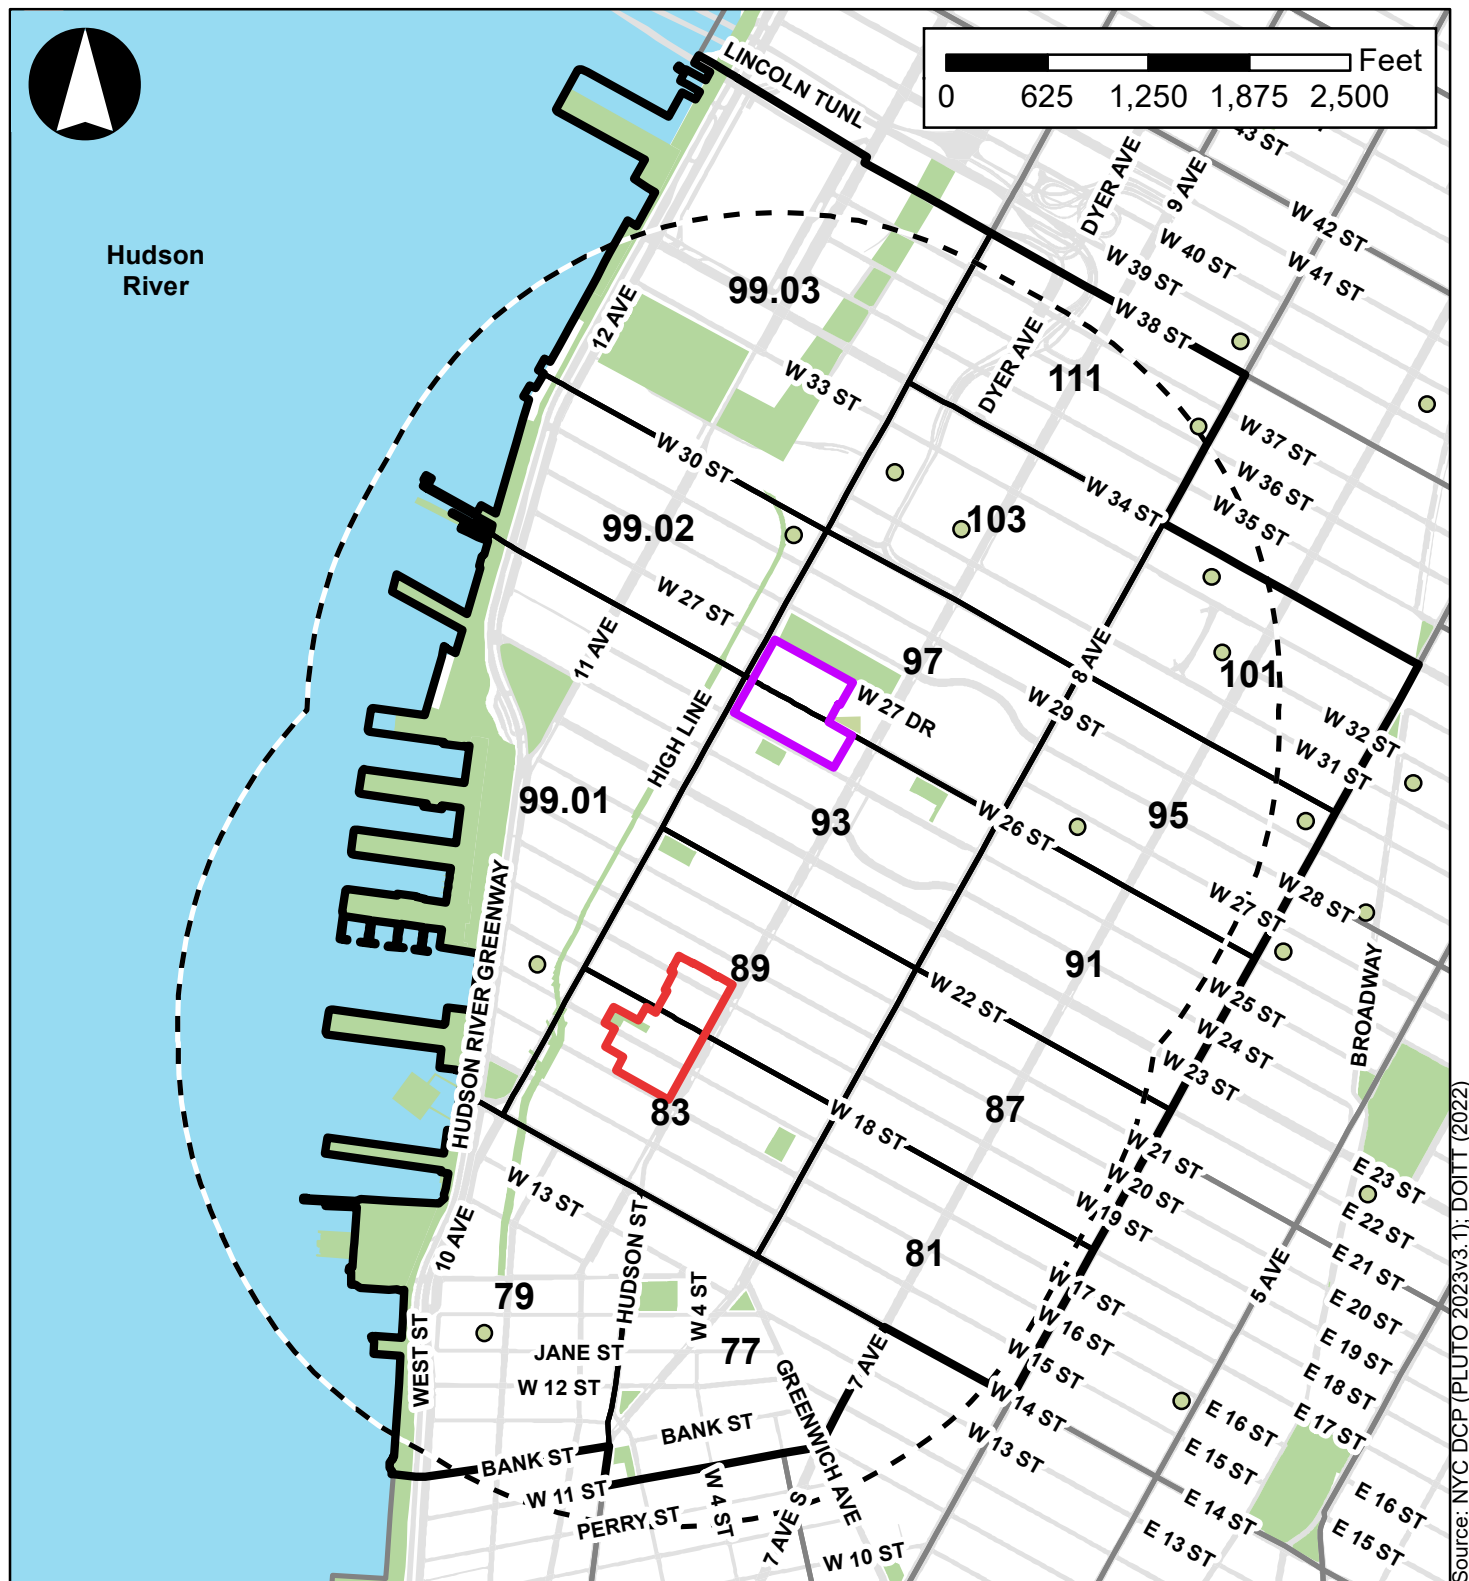 LINCOLN TUNL
Feet
0 625 1,250 1,875 2,500
43 ST
DYER AVE
9 AVE
W 42 ST
W 41 ST
W 40 ST
W 39 ST
W 38 ST
Hudson
River
99.03
12 AVE
DYER AVE
111
W 33 ST
W 37 ST
W 36 ST
W 35 ST
W 34 ST
W 30 ST
99.02
103
W 27 ST
11 AVE
97
8 AVE
101
W 27 DR
W 29 ST
W 32 ST
W 31 ST
HIGH LINE
99.01
93
W 26 ST
95
W 28 ST
W 27 ST
HUDSON RIVER GREENWAY
89
91
W 22 ST
W 25 ST
W 24 ST
W 23 ST
BROADWAY
83
87
W 18 ST
W 21 ST
W 20 ST
W 19 ST
E 23 ST
E 22 ST
E 21 ST
E 20 ST
E 19 ST
E 18 ST
E 17 ST
W 13 ST
HUDSON ST
10 AVE
81
5 AVE
79
W 4 ST
W 17 ST
W 16 ST
W 15 ST
WEST ST
JANE ST
77
7 AVE
W 12 ST
GREENWICH AVE
W 14 ST
W 13 ST
E 16 ST
E 15 ST
E 14 ST
E 13 ST
E 16 ST
E 15 ST
BANK ST
BANK ST
W 11 ST
W 4 ST
PERRY ST
7 AVE S
W 10 ST
Source: NYC DCP (PLUTO 2023v3.1); DOITT (2022)